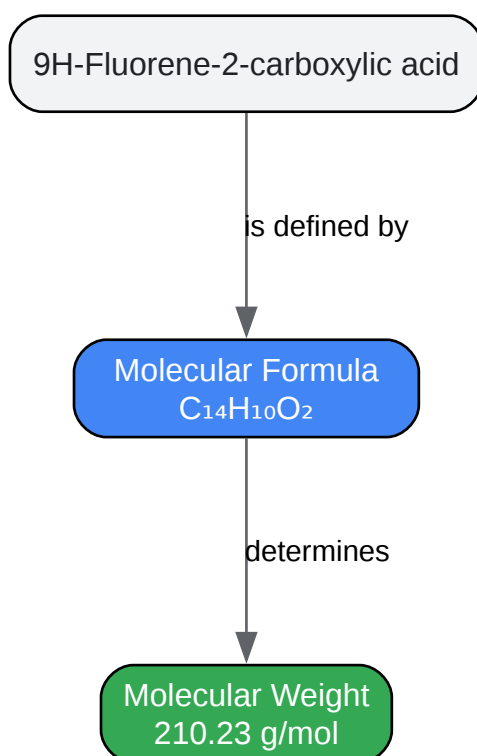 9H-Fluorene-2-carboxylic acid
is defined by
Molecular Formula
C₁₄H₁₀O₂
determines
Molecular Weight
210.23 g/mol